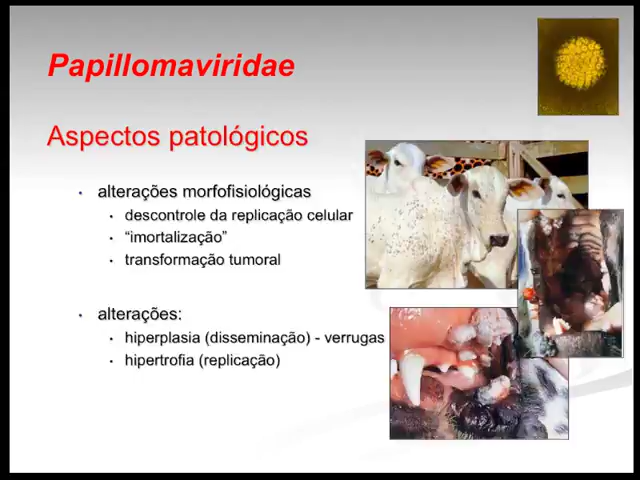 Papillomaviridae
Aspectos patológicos
• alterações morfofisiológicas
• descontrole da replicação celular
• “imortalização”
• transformação tumoral
• alterações:
• hiperplasia (disseminação) - verrugas
• hipertrofia (replicação)